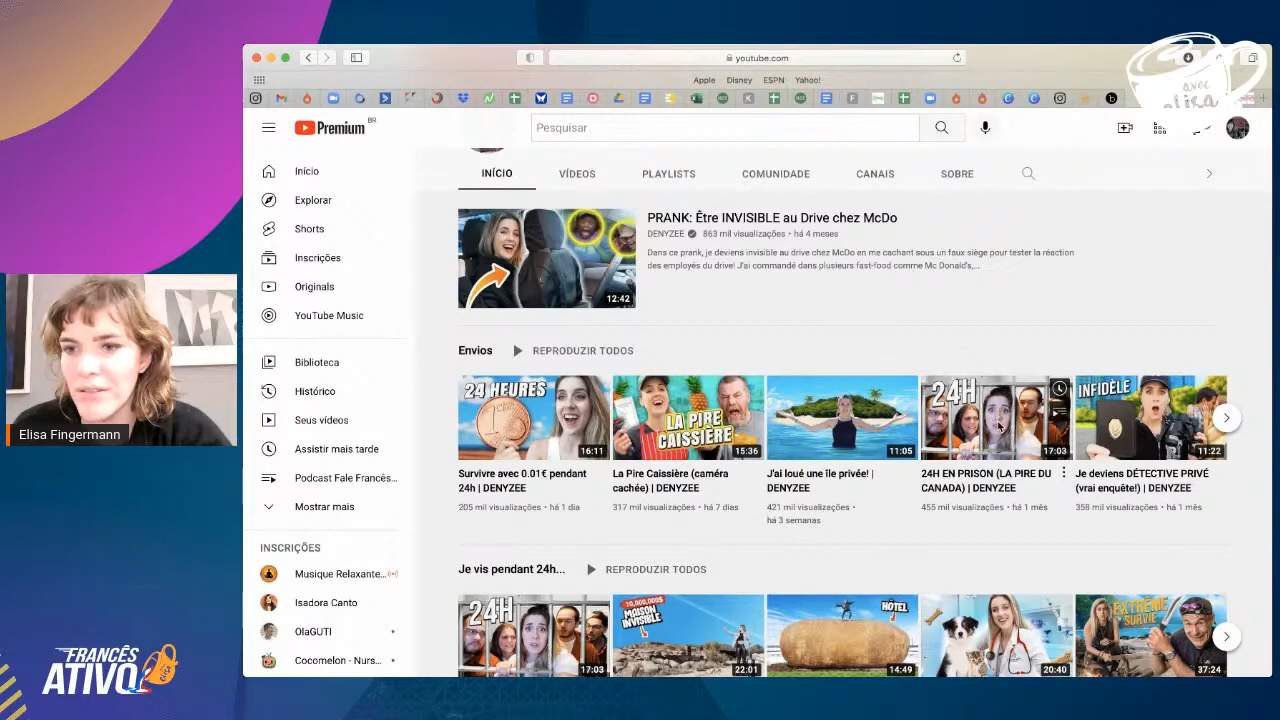 youtube.com
Apple Disney ESPN Yahoo!
avec
elisa
Premium BR
Pesquisar
Início
Explorar
Shorts
Inscrições
Originals
YouTube Music
Biblioteca
Histórico
Seus vídeos
Assistir mais tarde
Podcast Fale Francês...
Mostrar mais
INSCRIÇÕES
Musique Relaxante...
Isadora Canto
OlaGUTI
Cocomelon - Nurs...
INÍCIO VÍDEOS PLAYLISTS COMUNIDADE CANAIS SOBRE
12:42
PRANK: Être INVISIBLE au Drive chez McDo
DENYZEE 863 mil visualizações • há 4 meses
Dans ce prank, je deviens invisible au drive chez McDo en me cachant sous un faux siège pour tester la réaction
des employés du drive! J'ai commandé dans plusieurs fast-food comme Mc Donald's,...
Envios REPRODUZIR TODOS
24 HEURES
16:11
Survivre avec 0.01€ pendant
24h | DENYZEE
205 mil visualizações • há 1 dia
LA PIRE
CAISSIÈRE
15:36
La Pire Caissière (caméra
cachée) | DENYZEE
317 mil visualizações • há 7 dias
11:05
J'ai loué une île privée! |
DENYZEE
421 mil visualizações •
há 3 semanas
24H
17:03
24H EN PRISON (LA PIRE DU
CANADA) | DENYZEE
455 mil visualizações • há 1 mês
INFIDÈLE
11:22
Je deviens DÉTECTIVE PRIVÉ
(vrai enquête!) | DENYZEE
358 mil visualizações • há 1 mês
Je vis pendant 24h... REPRODUZIR TODOS
24H
17:03
10,000,000$
MAISON
INVISIBLE
22:01
HÔTEL
14:49
20:40
EXTRÊME
SURVIE
37:24
Elisa Fingermann
FRANCÊS
ATIVO
elisa